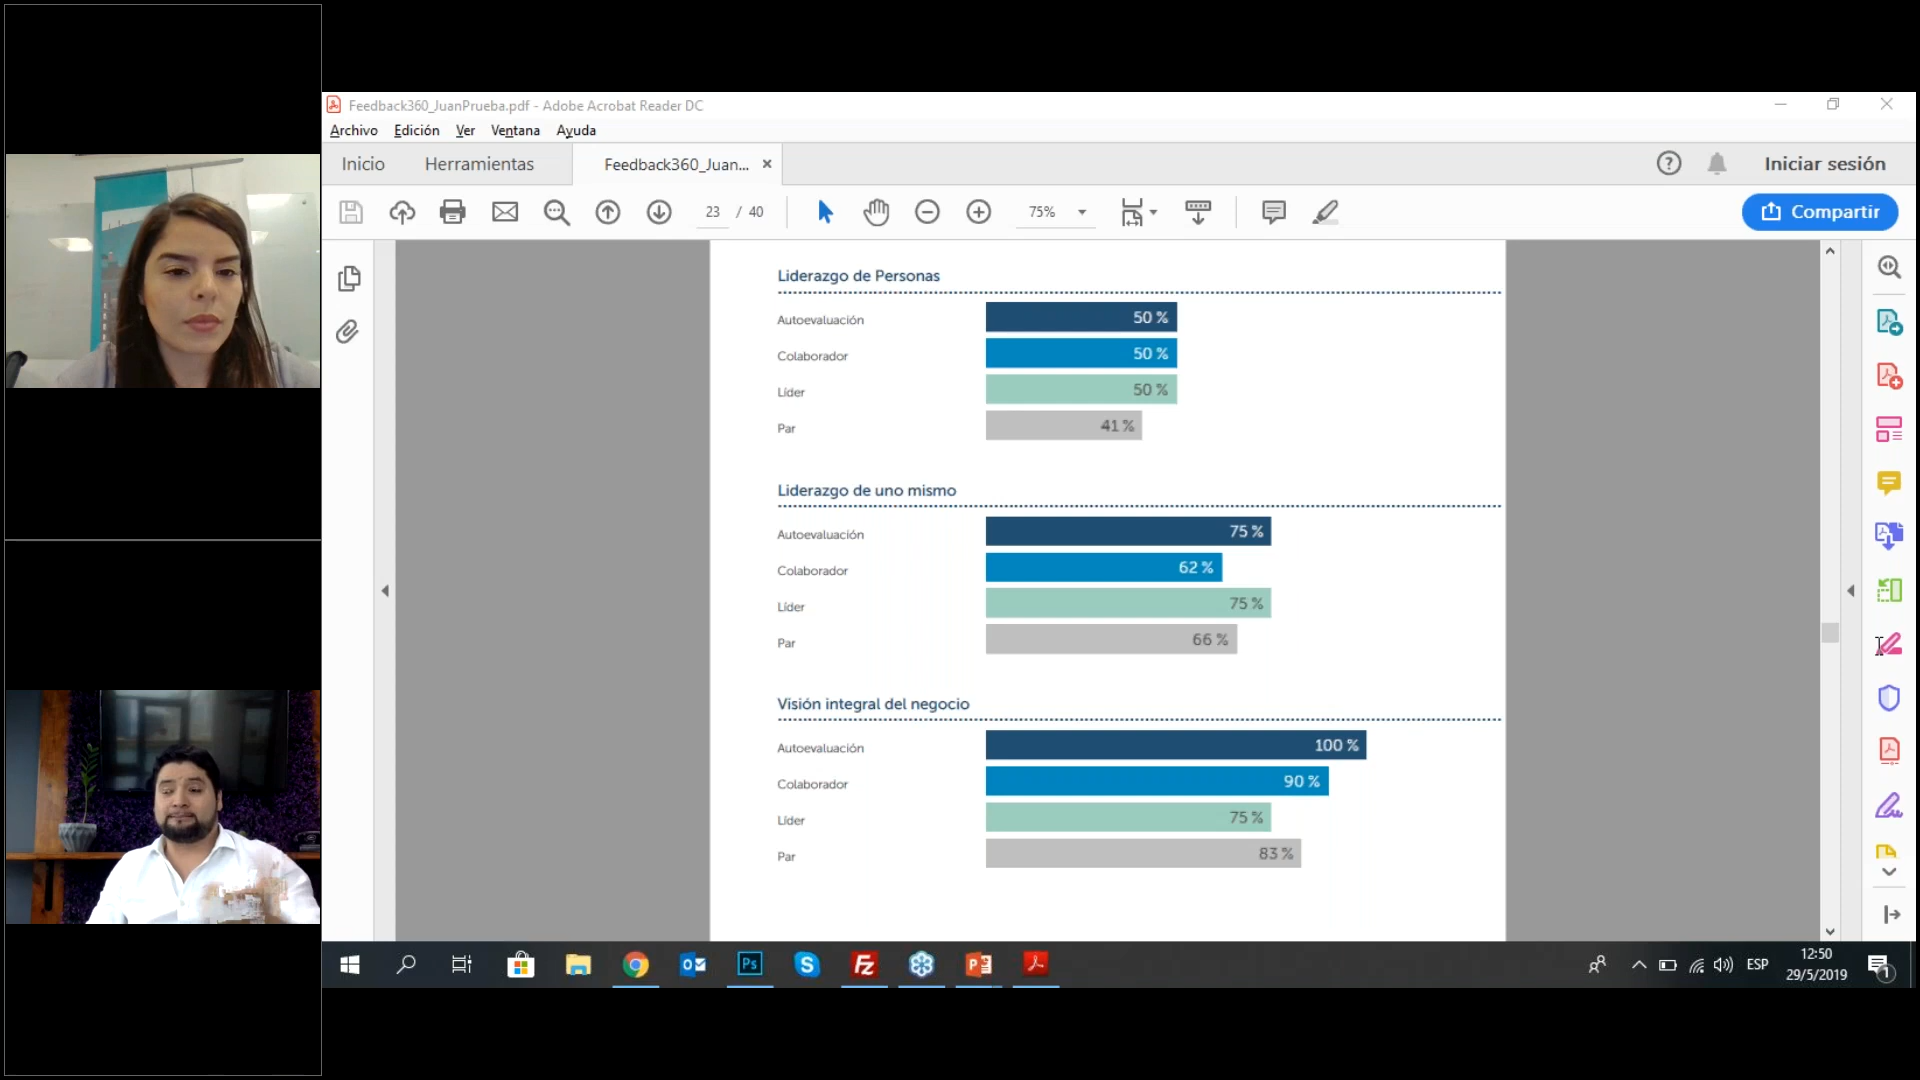 Feedback360_JuanPrueba.pdf - Adobe Acrobat Reader DC
Archivo Edición Ver Ventana Ayuda
Inicio Herramientas Feedback360_Juan... × Iniciar sesión
23 / 40 75% Compartir
Liderazgo de Personas
Autoevaluación 50 %
Colaborador 50 %
Líder 50 %
Par 41 %
Liderazgo de uno mismo
Autoevaluación 75 %
Colaborador 62 %
Líder 75 %
Par 66 %
Visión integral del negocio
Autoevaluación 100 %
Colaborador 90 %
Líder 75 %
Par 83 %
Ps
ESP
12:50
29/5/2019
1